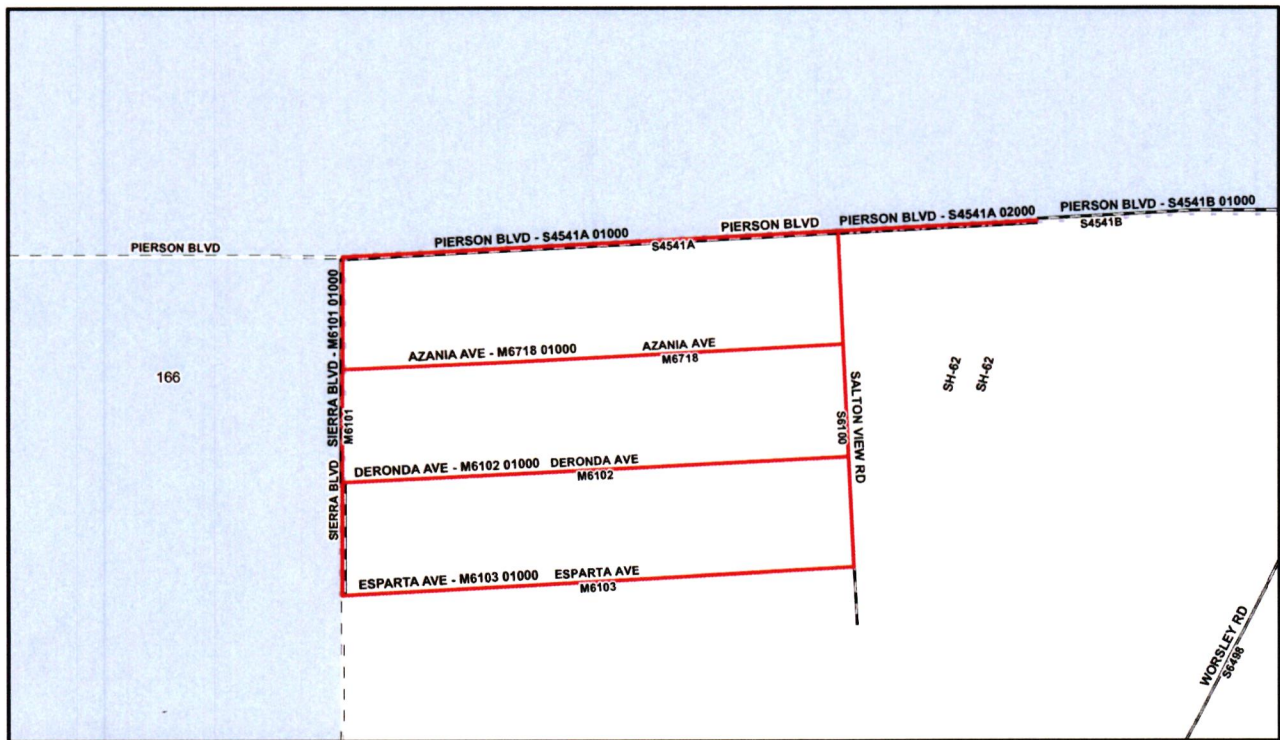 PIERSON BLVD - S4541B 01000
PIERSON BLVD - S4541A 02000
S4541B
PIERSON BLVD
PIERSON BLVD - S4541A 01000
S4541A
PIERSON BLVD
SIERRA BLVD - M6101 01000
AZANIA AVE - M6718 01000
AZANIA AVE
M6718
166
SH-62
SH-62
SALTON VIEW RD
S6100
M6101
SIERRA BLVD
DERONDA AVE - M6102 01000
DERONDA AVE
M6102
ESPARTA AVE - M6103 01000
ESPARTA AVE
M6103
WORSLEY RD
S6498